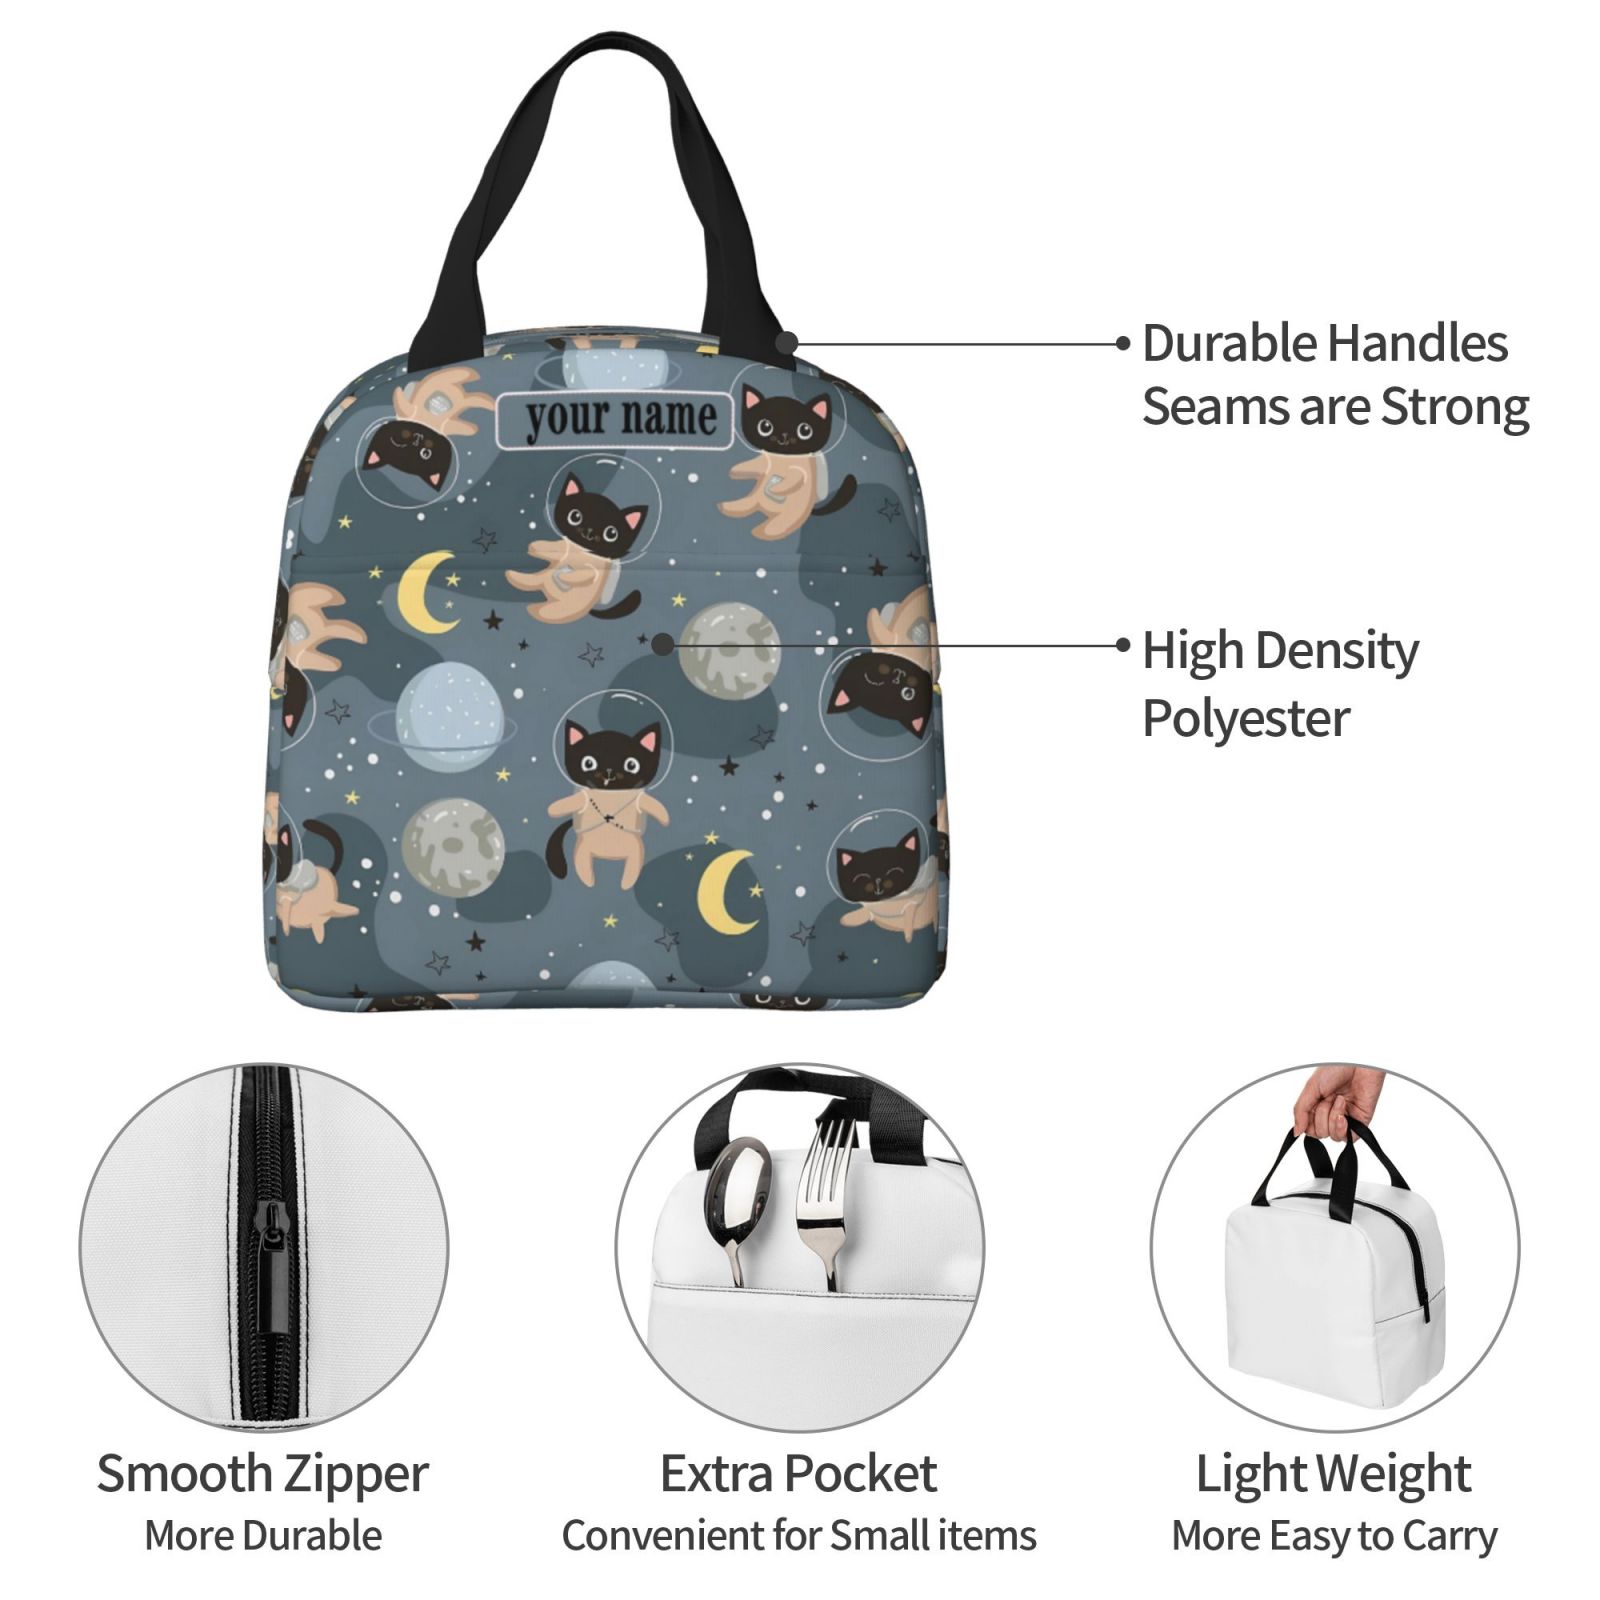 your name
Durable Handles
Seams are Strong
High Density
Polyester
Smooth Zipper
More Durable
Extra Pocket
Convenient for Small items
Light Weight
More Easy to Carry